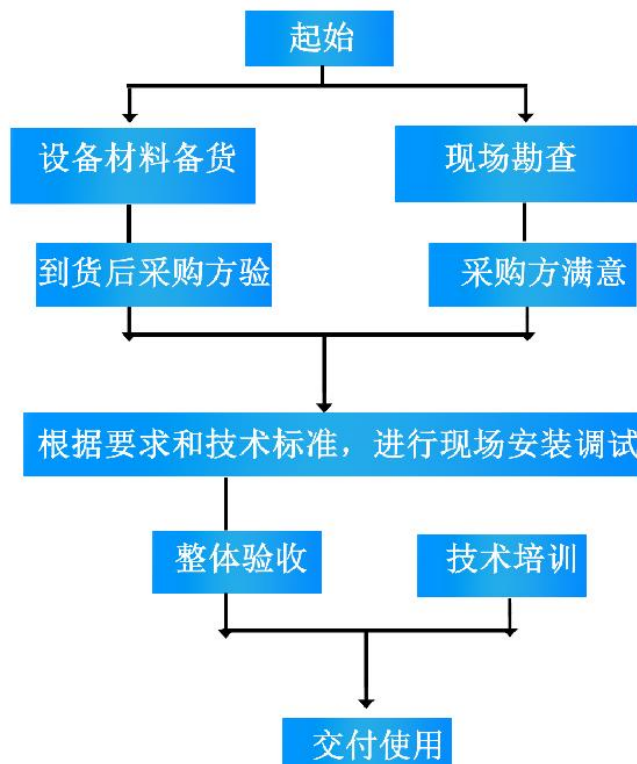 起始
设备材料备货
现场勘查
到货后采购方验
采购方满意
根据要求和技术标准，进行现场安装调试
整体验收
技术培训
交付使用